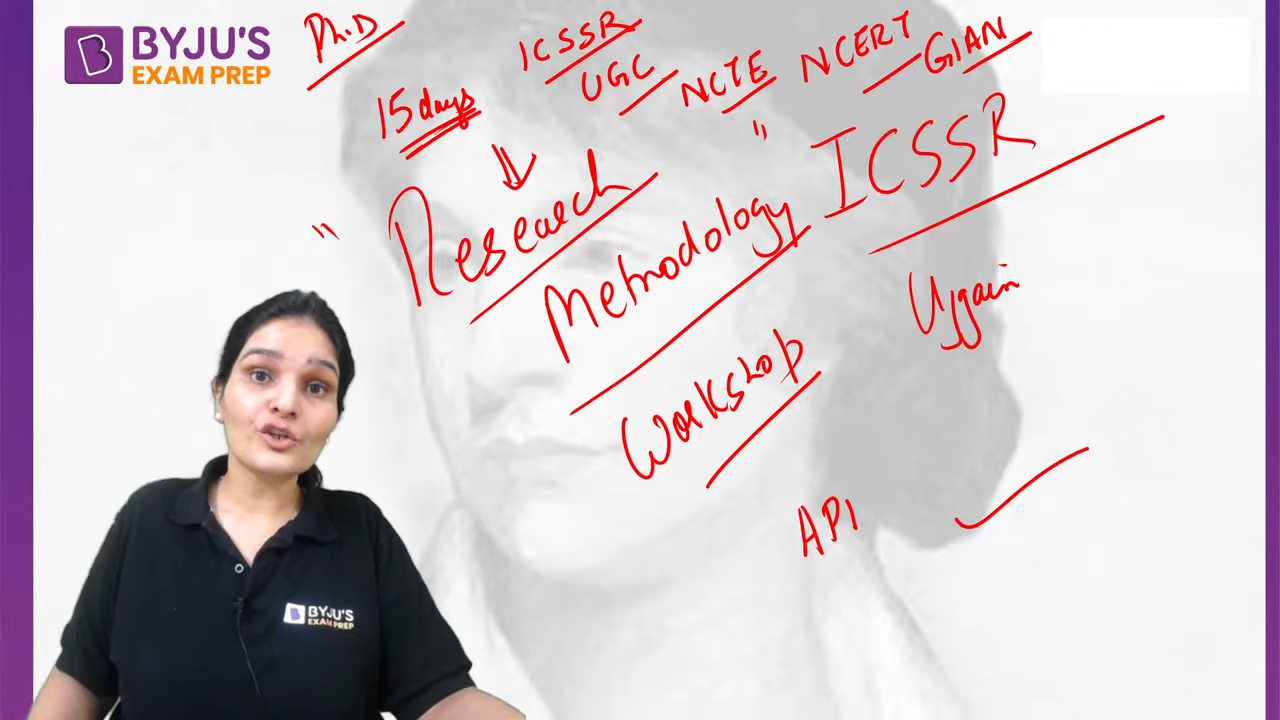 BYJU'S
EXAM PREP
Ph.D
15 days
ICSSR
UGC
NCTE
NCERT
GIAN
" Research
Metnodology "
Workshop
ICSSR
Ujjain
API
BYJU'S
EXAM PREP